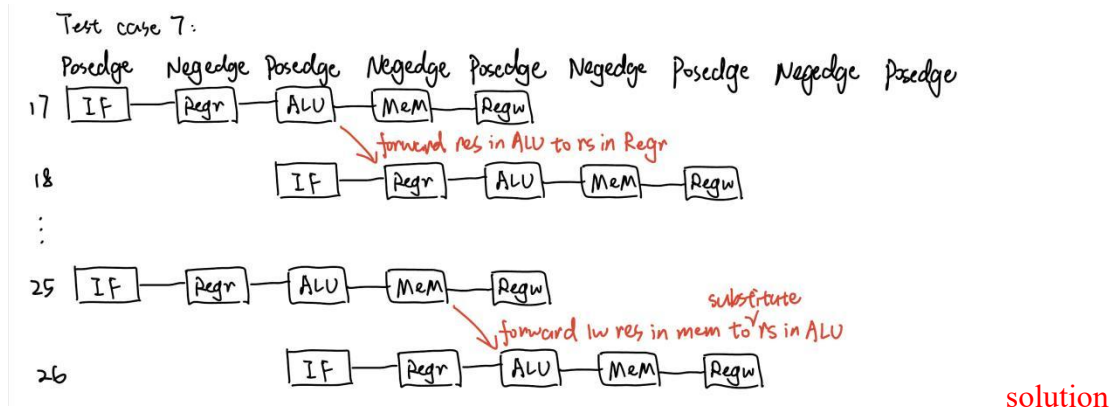 Test case 7:
Posedge Negedge Posedge Negedge Posedge Negedge Posedge Negedge Posedge
17 IF Regr ALU MeM Regw
forward res in ALU to rs in Regr
18 IF Regr ALU MeM Regw
⋮
25 IF Regr ALU MeM Regw
substitute
forward lw res in mem to rs in ALU
26 IF Regr ALU MeM Regw
solution